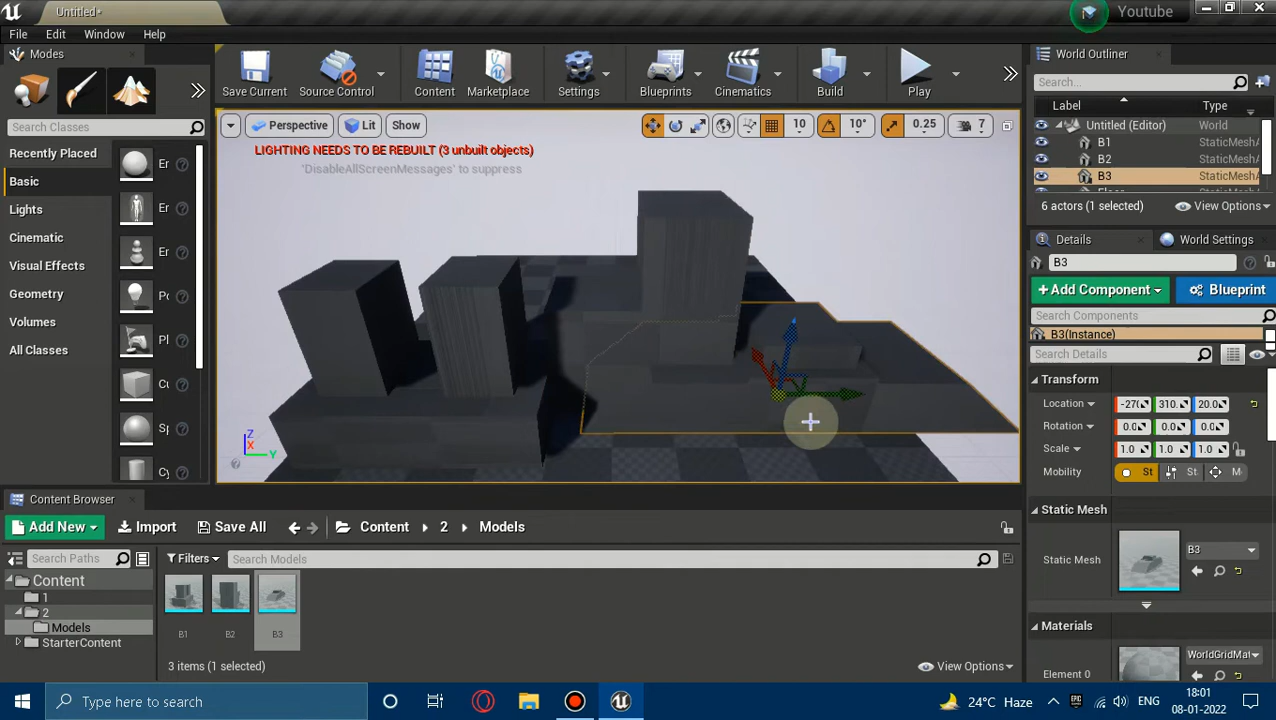 Untitled*
Youtube
File Edit Window Help
Modes
Search Classes
Recently Placed
Basic
Lights
Cinematic
Visual Effects
Geometry
Volumes
All Classes
Save Current
Source Control
Content
Marketplace
Settings
Blueprints
Cinematics
Build
Play
Perspective
Lit
Show
10
10°
0.25
7
LIGHTING NEEDS TO BE REBUILT (3 unbuilt objects)
'DisableAllScreenMessages' to suppress
Z
X
Y
World Outliner
Search...
Label Type
Untitled (Editor) World
B1 StaticMeshA
B2 StaticMeshA
B3 StaticMeshA
6 actors (1 selected) View Options
Details World Settings
B3
+Add Component Blueprint
Search Components
B3(Instance)
Search Details
Transform
Location -270 310. 20.0
Rotation 0.0 0.0 0.0
Scale 1.0 1.0 1.0
Mobility St St M
Static Mesh
Static Mesh B3
Materials
Element 0 WorldGridMat
Content Browser
Add New Import Save All Content 2 Models
Search Paths
Filters Search Models
Content
1
2
Models
StarterContent
B1 B2 B3
3 items (1 selected) View Options
Type here to search
24°C Haze
ENG
18:01
08-01-2022